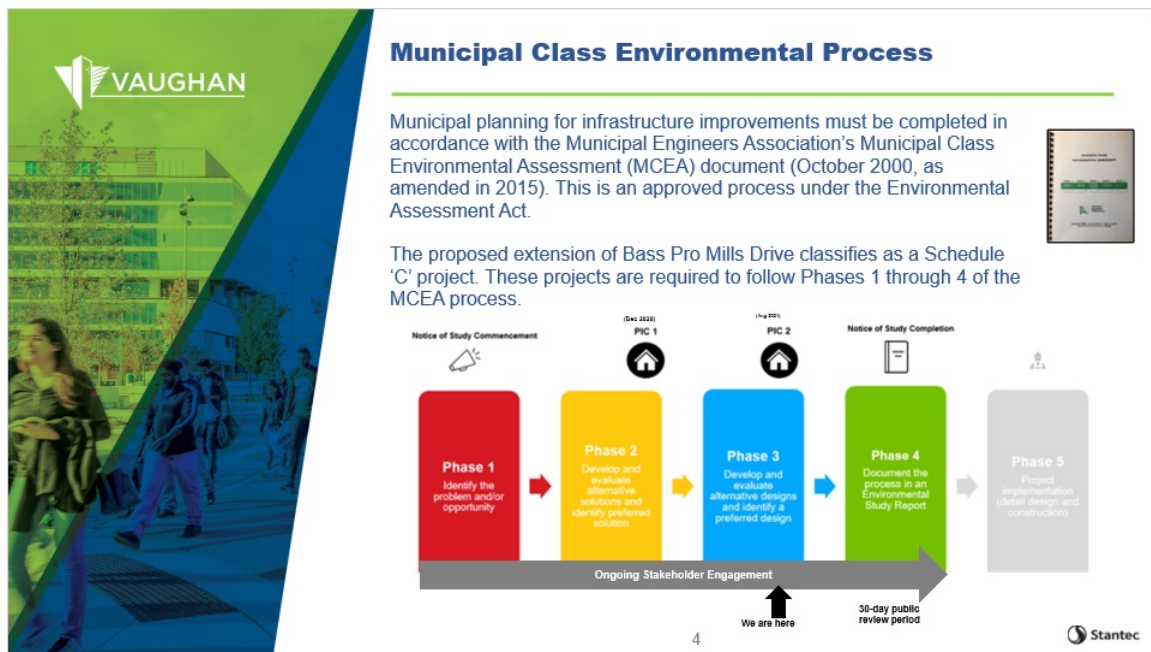 VAUGHAN
Municipal Class Environmental Process
Municipal planning for infrastructure improvements must be completed in
accordance with the Municipal Engineers Association's Municipal Class
Environmental Assessment (MCEA) document (October 2000, as
amended in 2015). This is an approved process under the Environmental
Assessment Act.
The proposed extension of Bass Pro Mills Drive classifies as a Schedule
'C' project. These projects are required to follow Phases 1 through 4 of the
MCEA process.
Notice of Study Commencement
(Dec 2020)
PIC 1
(Aug 2021)
PIC 2
Notice of Study Completion
Phase 1
Identify the
problem and/or
opportunity
Phase 2
Develop and
evaluate
alternative
solutions and
identify preferred
solution
Phase 3
Develop and
evaluate
alternative designs
and identify a
preferred design
Phase 4
Document the
process in an
Environmental
Study Report
Phase 5
Project
implementation
(detail design and
construction)
Ongoing Stakeholder Engagement
We are here
30-day public
review period
4
Stantec